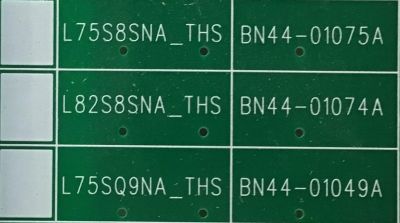 L75S8SNA_THS BN44-01075A
L82S8SNA_THS BN44-01074A
L75SQ9NA_THS BN44-01049A